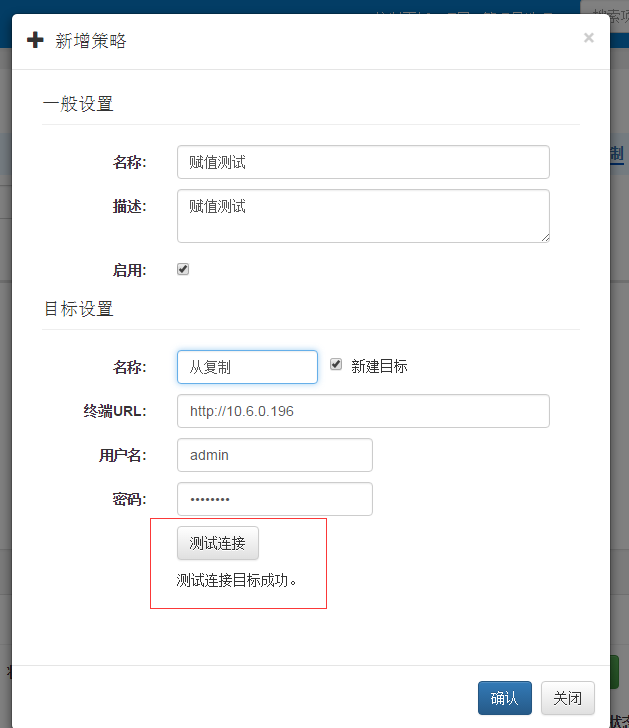 新增策略
×
一般设置
名称: 赋值测试
描述: 赋值测试
启用:
目标设置
名称: 从复制 新建目标
终端URL: http://10.6.0.196
用户名: admin
密码: ••••••••
测试连接
测试连接目标成功。
确认 关闭